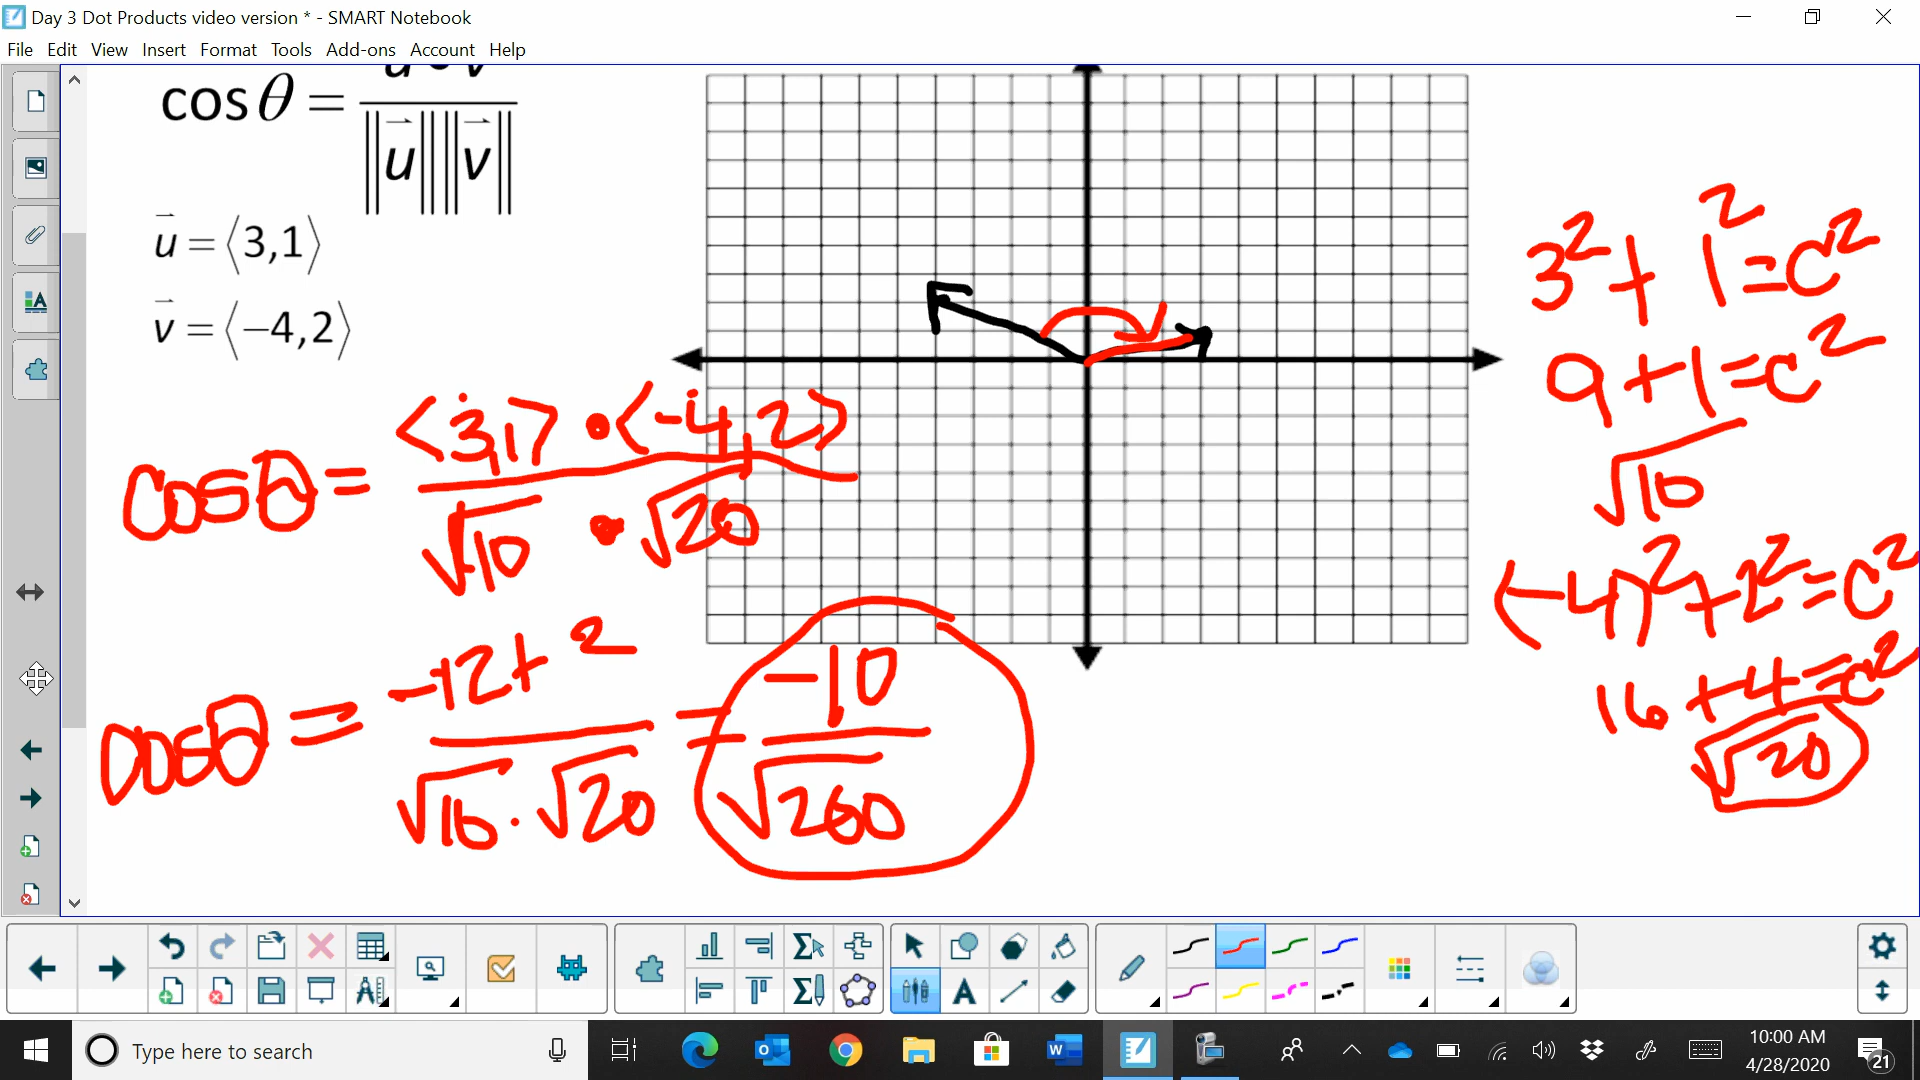 Day 3 Dot Products video version * - SMART Notebook
File Edit View Insert Format Tools Add-ons Account Help
cos θ = u • v / ‖u‖‖v‖
u = ⟨3,1⟩
v = ⟨−4,2⟩
cosθ = <3,1> • <-4,2> / √10 • √20
cosθ = -12+2 / √10 · √20 = -10 / √200
3² + 1² = c²
9 + 1 = c²
√10
(-4)² + 2² = c²
16 + 4 = c²
√20
Type here to search
10:00 AM
4/28/2020
21